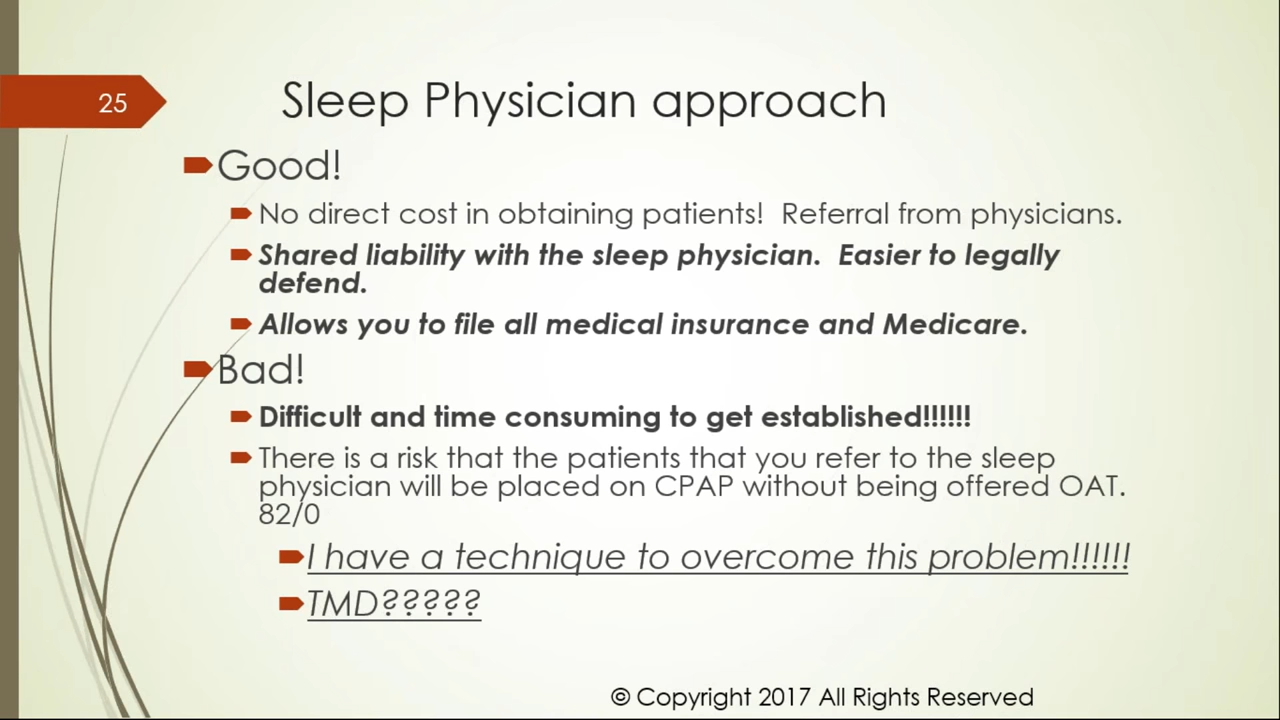 25
Sleep Physician approach
Good!
No direct cost in obtaining patients!  Referral from physicians.
Shared liability with the sleep physician.  Easier to legally
defend.
Allows you to file all medical insurance and Medicare.
Bad!
Difficult and time consuming to get established!!!!!!
There is a risk that the patients that you refer to the sleep
physician will be placed on CPAP without being offered OAT.
82/0
I have a technique to overcome this problem!!!!!!
TMD?????
© Copyright 2017 All Rights Reserved